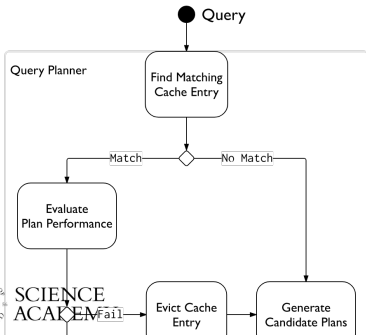 Query
Query Planner
Find Matching
Cache Entry
Match
No Match
Evaluate
Plan Performance
SCIENCE
ACADEM
Fail
Evict Cache
Entry
Generate
Candidate Plans